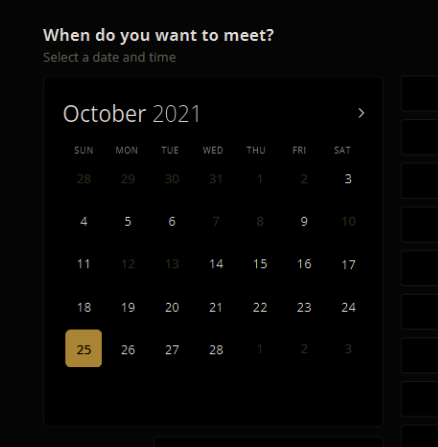 When do you want to meet?
Select a date and time
October 2021
SUN MON TUE WED THU FRI SAT
28 29 30 31 1 2 3
4 5 6 7 8 9 10
11 12 13 14 15 16 17
18 19 20 21 22 23 24
25 26 27 28 1 2 3